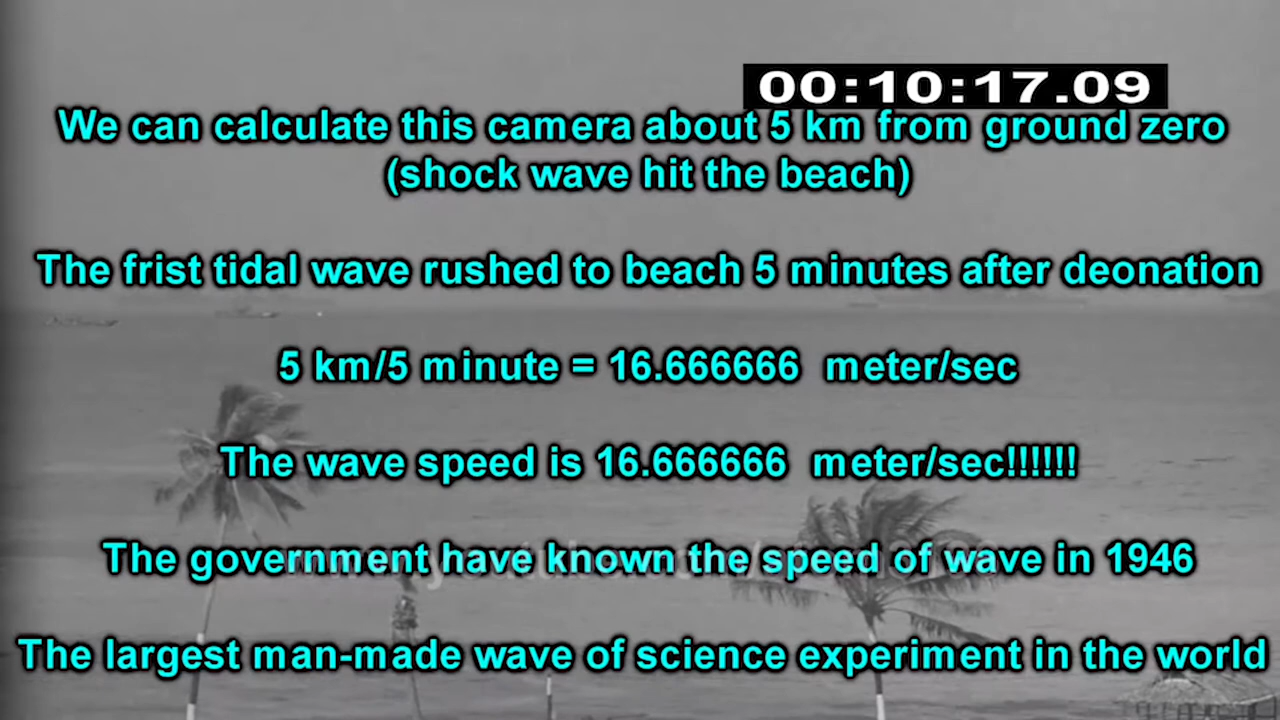 00:10:17.09
We can calculate this camera about 5 km from ground zero
(shock wave hit the beach)
The frist tidal wave rushed to beach 5 minutes after deonation
5 km/5 minute = 16.666666 meter/sec
The wave speed is 16.666666 meter/sec!!!!!!
The government have known the speed of wave in 1946
The largest man-made wave of science experiment in the world